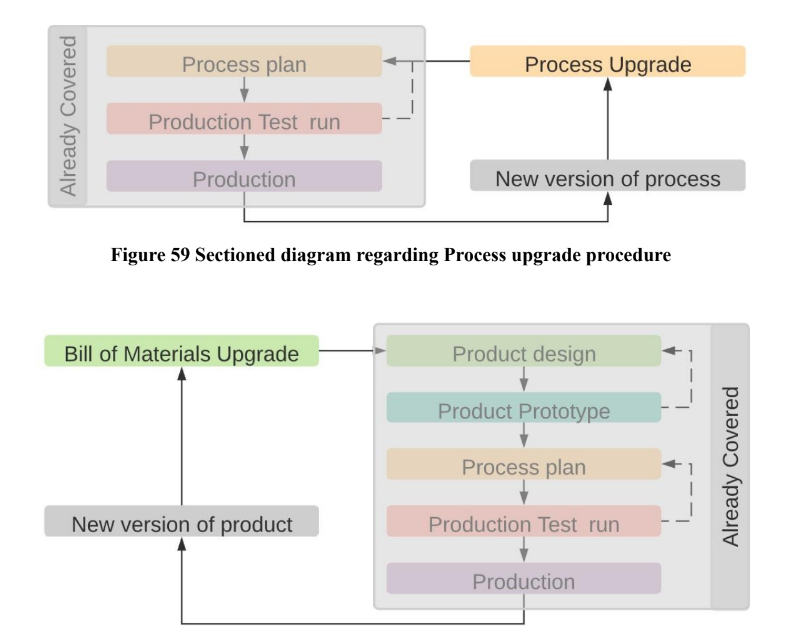 Already Covered
Process plan
Production Test run
Production
Process Upgrade
New version of process
Figure 59 Sectioned diagram regarding Process upgrade procedure
Bill of Materials Upgrade
New version of product
Product design
Product Prototype
Process plan
Production Test run
Production
Already Covered